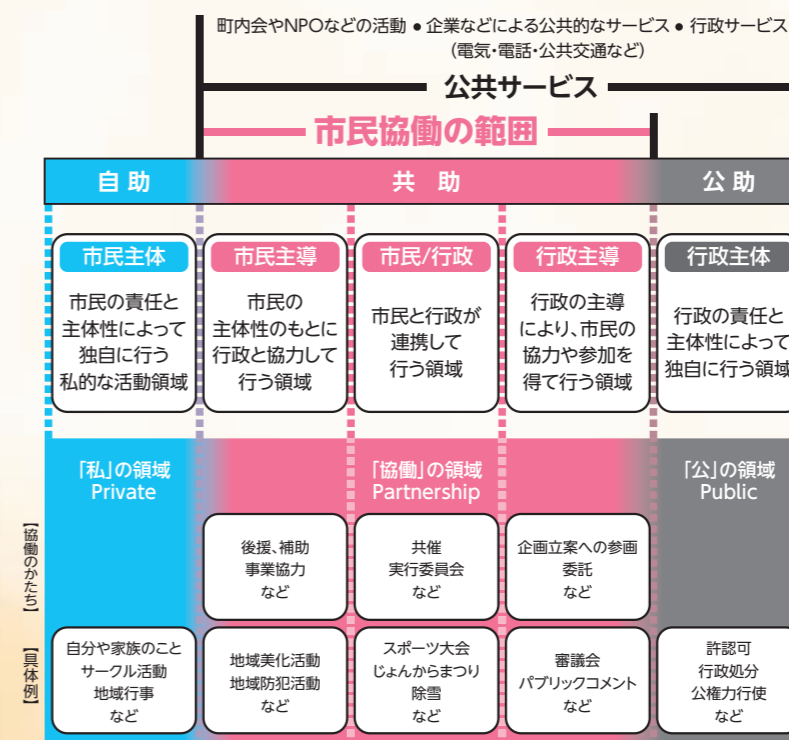 町内会やNPOなどの活動 ● 企業などによる公共的なサービス ● 行政サービス
(電気・電話・公共交通など)
公共サービス
市民協働の範囲
自助
共 助
公助
市民主体
市民の責任と
主体性によって
独自に行う
私的な活動領域
市民主導
市民の
主体性のもとに
行政と協力して
行う領域
市民/行政
市民と行政が
連携して
行う領域
行政主導
行政の主導
により、市民の
協力や参加を
得て行う領域
行政主体
行政の責任と
主体性によって
独自に行う領域
「私」の領域
Private
「協働」の領域
Partnership
「公」の領域
Public
【協働のかたち】
後援、補助
事業協力
など
共催
実行委員会
など
企画立案への参画
委託
など
【具体例】
自分や家族のこと
サークル活動
地域行事
など
地域美化活動
地域防犯活動
など
スポーツ大会
じょんからまつり
除雪
など
審議会
パブリックコメント
など
許認可
行政処分
公権力行使
など